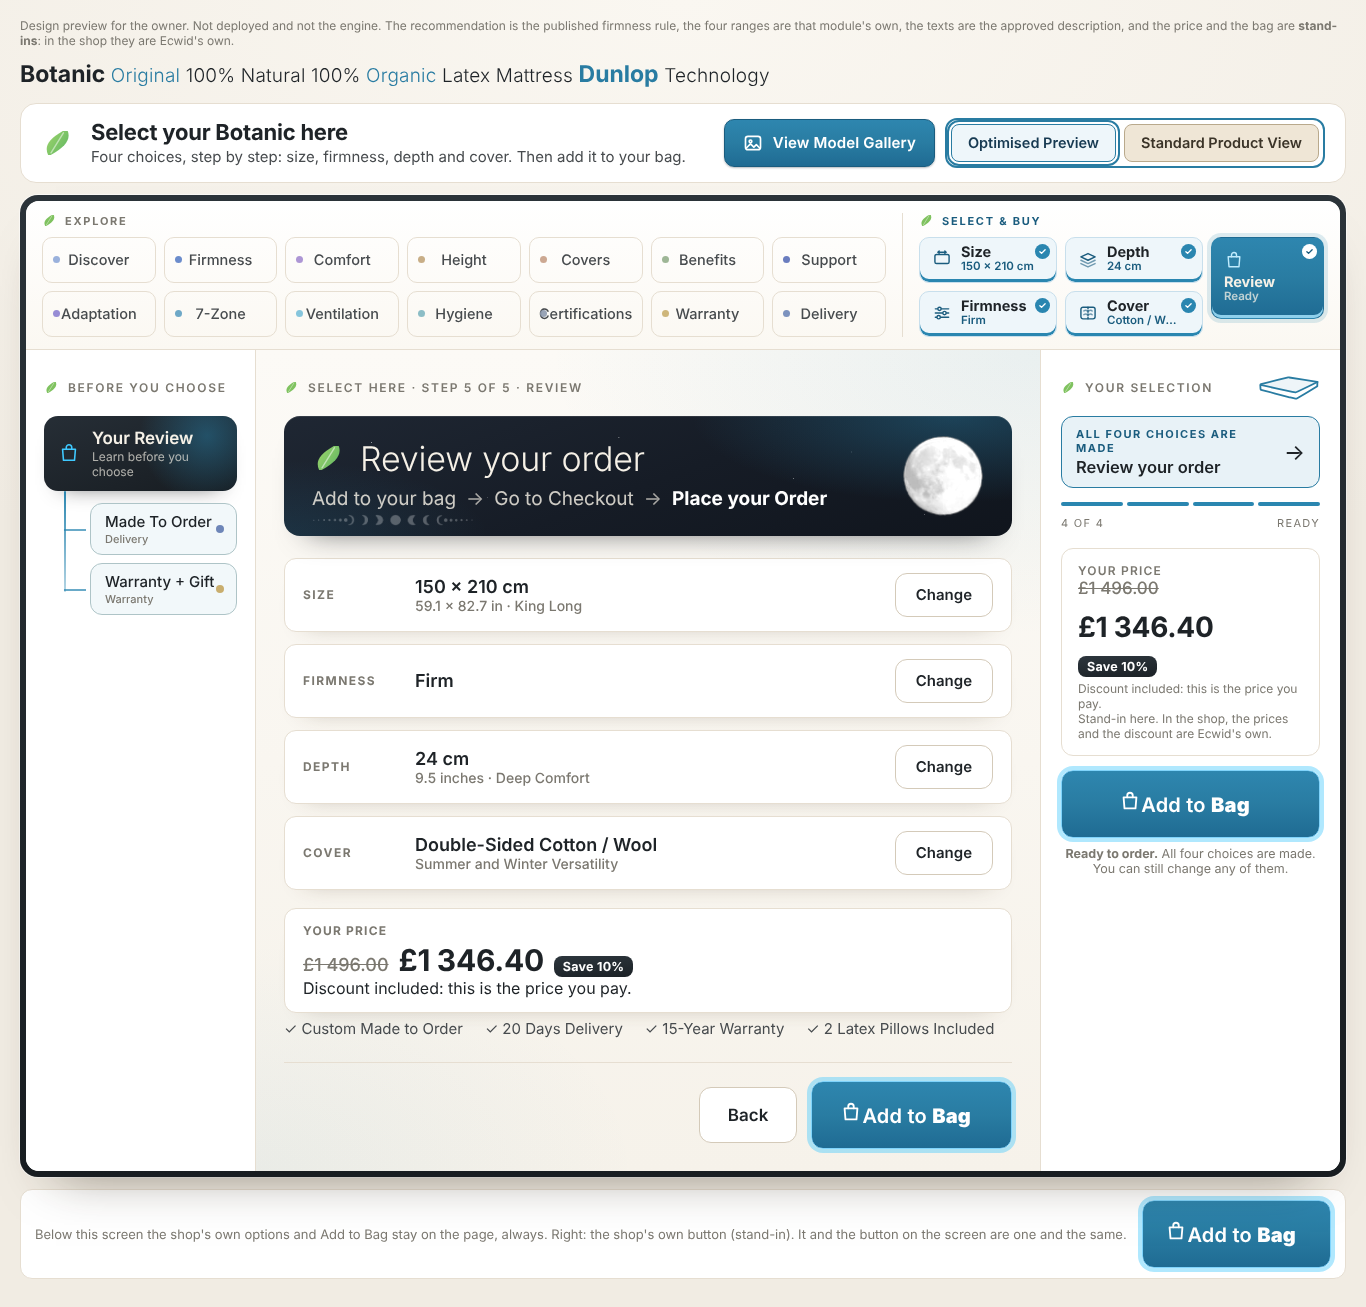 Design preview for the owner. Not deployed and not the engine. The recommendation is the published firmness rule, the four ranges are that module's own, the texts are the approved description, and the price and the bag are stand-
ins: in the shop they are Ecwid's own.
Botanic Original 100% Natural 100% Organic Latex Mattress Dunlop Technology
Select your Botanic here
Four choices, step by step: size, firmness, depth and cover. Then add it to your bag.
View Model Gallery
Optimised Preview
Standard Product View
EXPLORE
Discover
Firmness
Comfort
Height
Covers
Benefits
Support
Adaptation
7-Zone
Ventilation
Hygiene
Certifications
Warranty
Delivery
SELECT & BUY
Size
150 × 210 cm
Depth
24 cm
Firmness
Firm
Cover
Cotton / W...
Review
Ready
BEFORE YOU CHOOSE
Your Review
Learn before you
choose
Made To Order
Delivery
Warranty + Gift
Warranty
SELECT HERE · STEP 5 OF 5 · REVIEW
Review your order
Add to your bag → Go to Checkout → Place your Order
SIZE
150 × 210 cm
59.1 × 82.7 in · King Long
Change
FIRMNESS
Firm
Change
DEPTH
24 cm
9.5 inches · Deep Comfort
Change
COVER
Double-Sided Cotton / Wool
Summer and Winter Versatility
Change
YOUR PRICE
£1 496.00 £1 346.40 Save 10%
Discount included: this is the price you pay.
✓ Custom Made to Order ✓ 20 Days Delivery ✓ 15-Year Warranty ✓ 2 Latex Pillows Included
Back
Add to Bag
YOUR SELECTION
ALL FOUR CHOICES ARE
MADE
Review your order →
4 OF 4
READY
YOUR PRICE
£1 496.00
£1 346.40
Save 10%
Discount included: this is the price you
pay.
Stand-in here. In the shop, the prices
and the discount are Ecwid's own.
Add to Bag
Ready to order. All four choices are made.
You can still change any of them.
Below this screen the shop's own options and Add to Bag stay on the page, always. Right: the shop's own button (stand-in). It and the button on the screen are one and the same.
Add to Bag